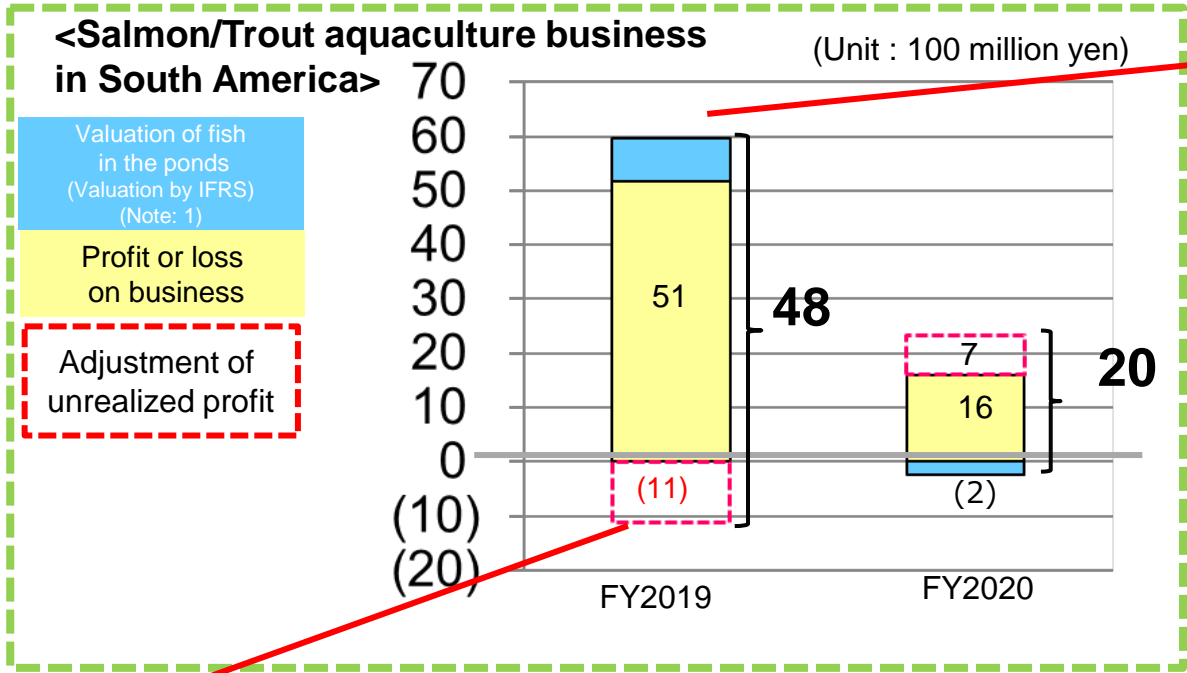 <Salmon/Trout aquaculture business
in South America>
(Unit : 100 million yen)
Valuation of fish
in the ponds
(Valuation by IFRS)
(Note: 1)
Profit or loss
on business
Adjustment of
unrealized profit
70
60
50
40
30
20
10
0
(10)
(20)
51
48
(11)
7
16
20
(2)
FY2019
FY2020